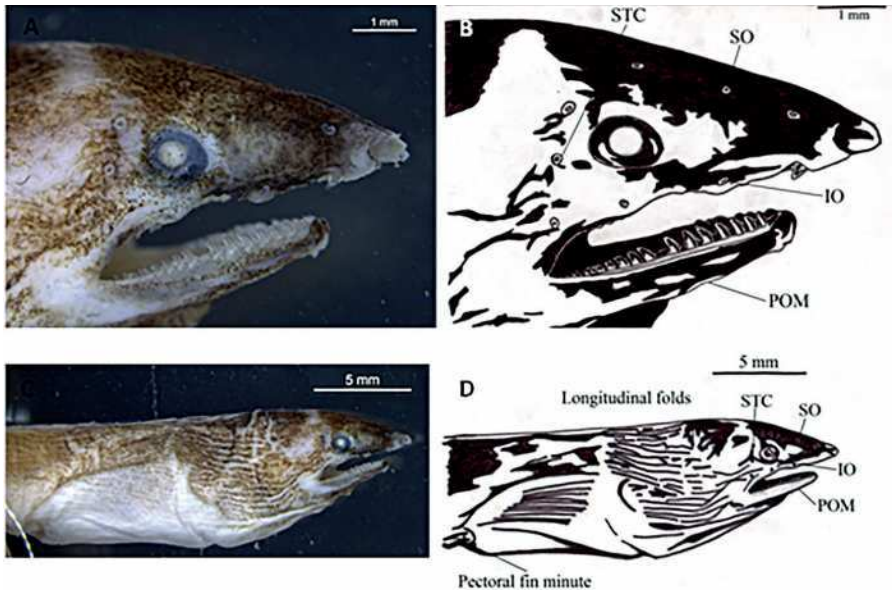 A
1 mm
B
STC
SO
1 mm
IO
POM
C
5 mm
D
5 mm
Longitudinal folds
STC
SO
IO
POM
Pectoral fin minute